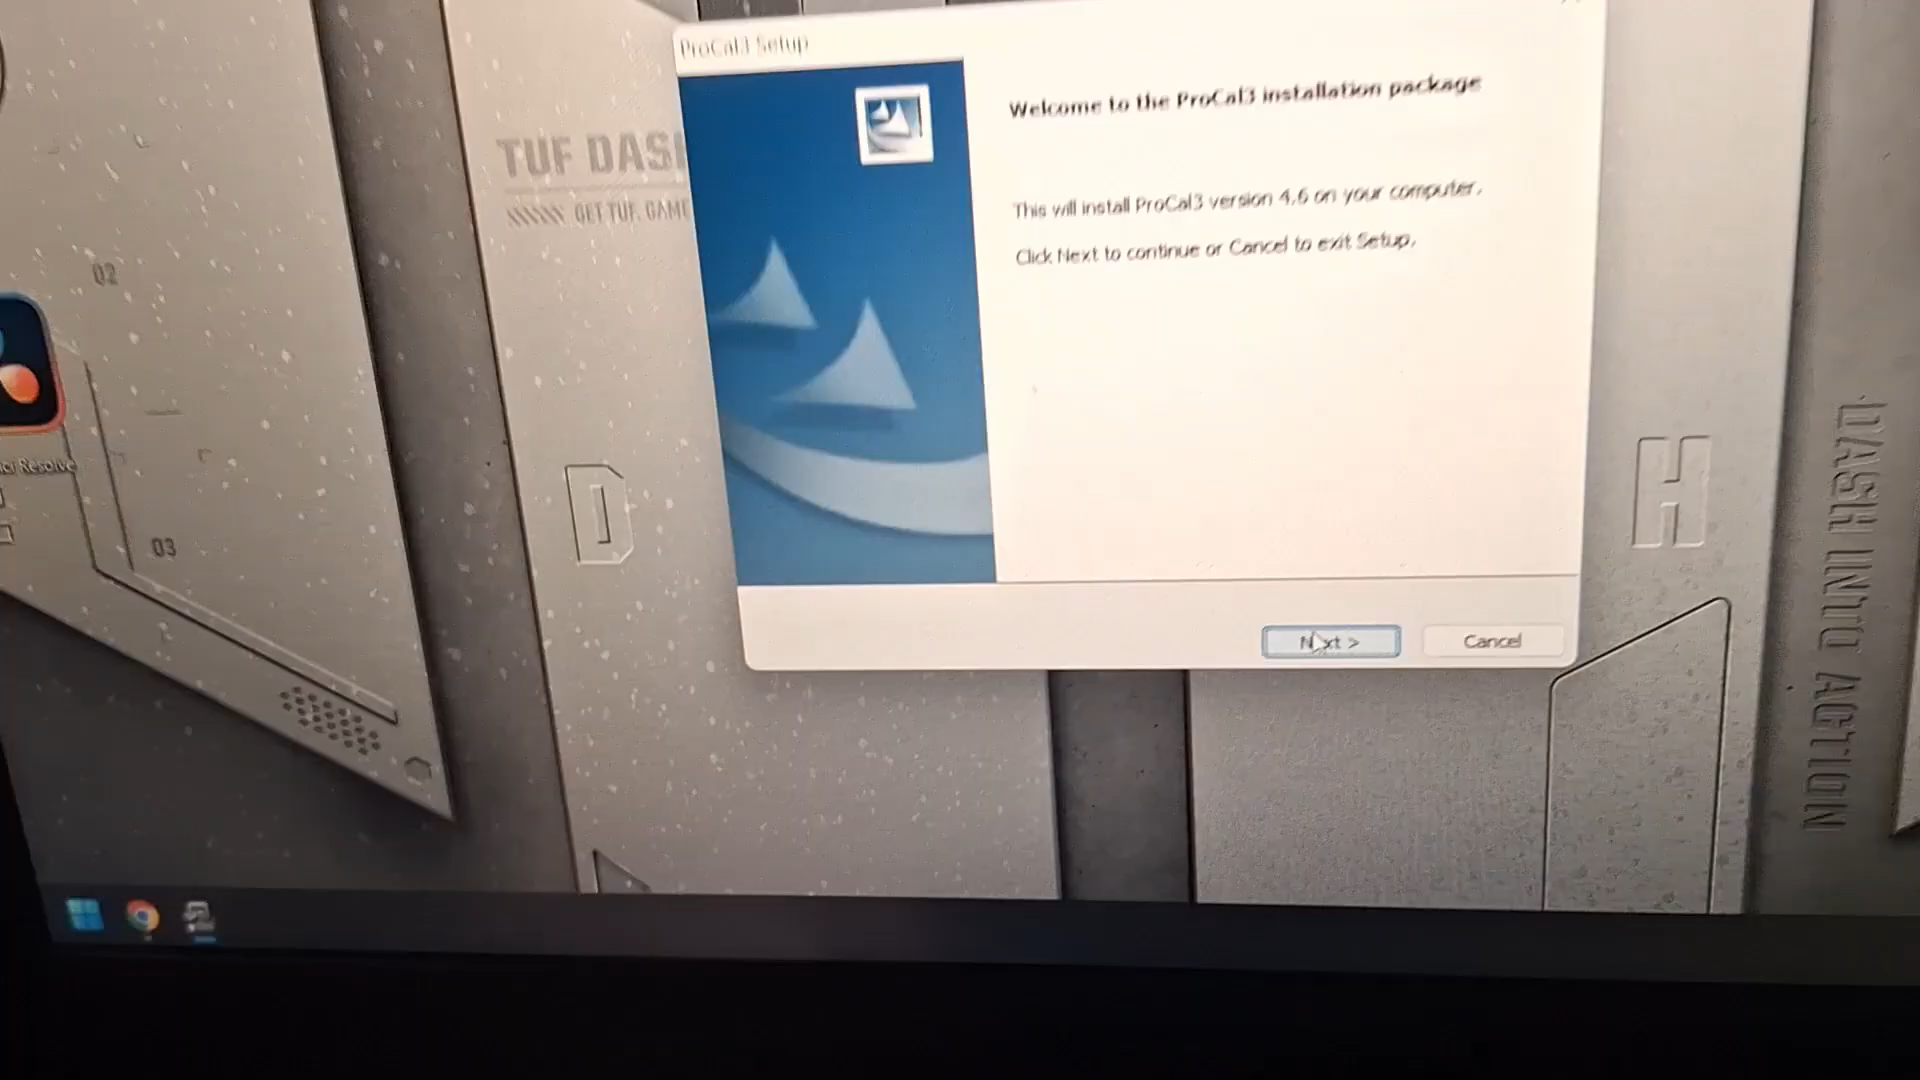 ProCal3 Setup
Welcome to the ProCal3 installation package
This will install ProCal3 version 4.6 on your computer.
Click Next to continue or Cancel to exit Setup.
Next >
Cancel
TUF DASH
GET TUF. GAME
02
03
Resolve
D
H
DASH INTO ACTION